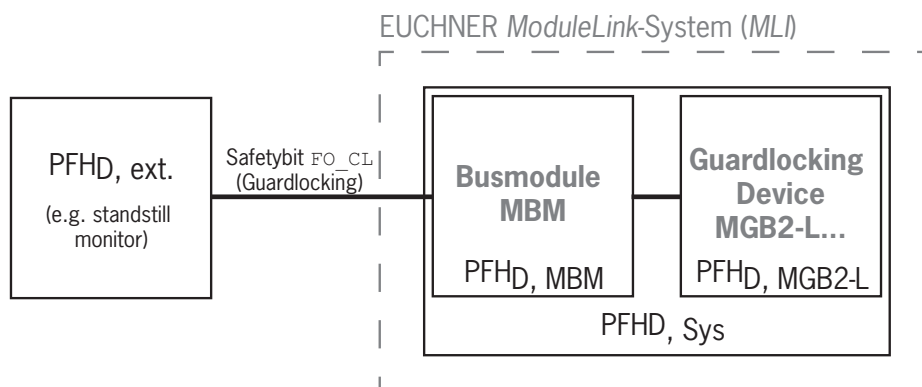 EUCHNER ModuleLink-System (MLI)
PFHD, ext.
(e.g. standstill
monitor)
Safetybit FO_CL
(Guardlocking)
Busmodule
MBM
PFHD, MBM
Guardlocking
Device
MGB2-L...
PFHD, MGB2-L
PFHD, Sys